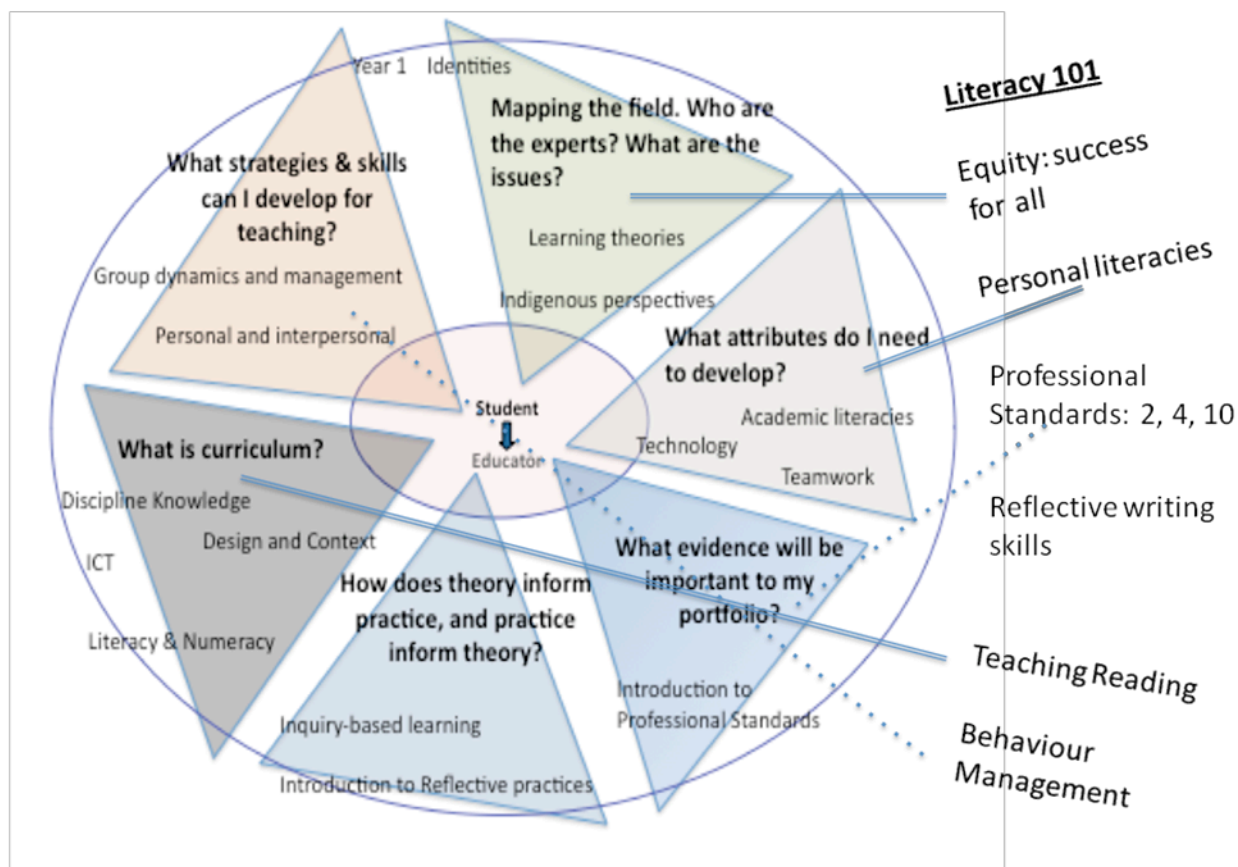 Year 1 Identities
Mapping the field. Who are
the experts? What are the
issues?
Learning theories
Indigenous perspectives
What strategies & skills
can I develop for
teaching?
Group dynamics and management
Personal and interpersonal
What attributes do I need
to develop?
Academic literacies
Technology
Teamwork
Student
Educator
What is curriculum?
Discipline Knowledge
Design and Context
ICT
Literacy & Numeracy
How does theory inform
practice, and practice
inform theory?
Inquiry-based learning
Introduction to Reflective practices
What evidence will be
important to my
portfolio?
Introduction to
Professional Standards
Literacy 101
Equity: success
for all
Personal literacies
Professional
Standards: 2, 4, 10
Reflective writing
skills
Teaching Reading
Behaviour
Management